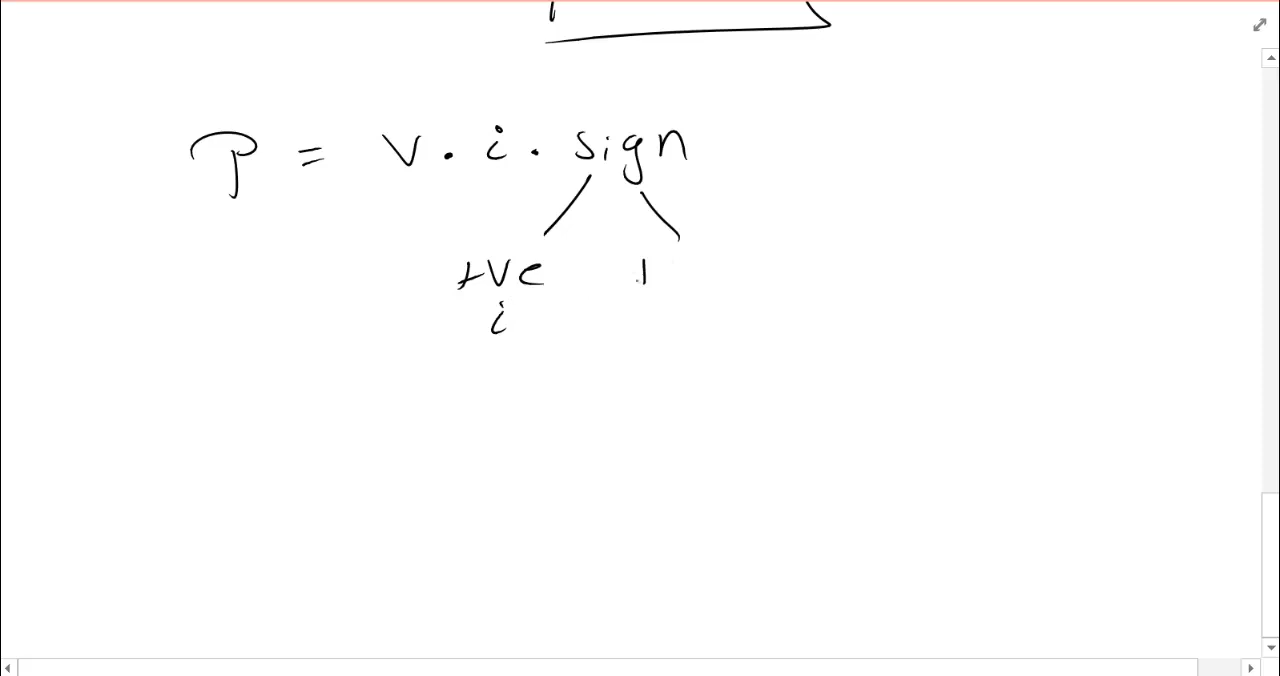 P = V . i . sign
+ve
i